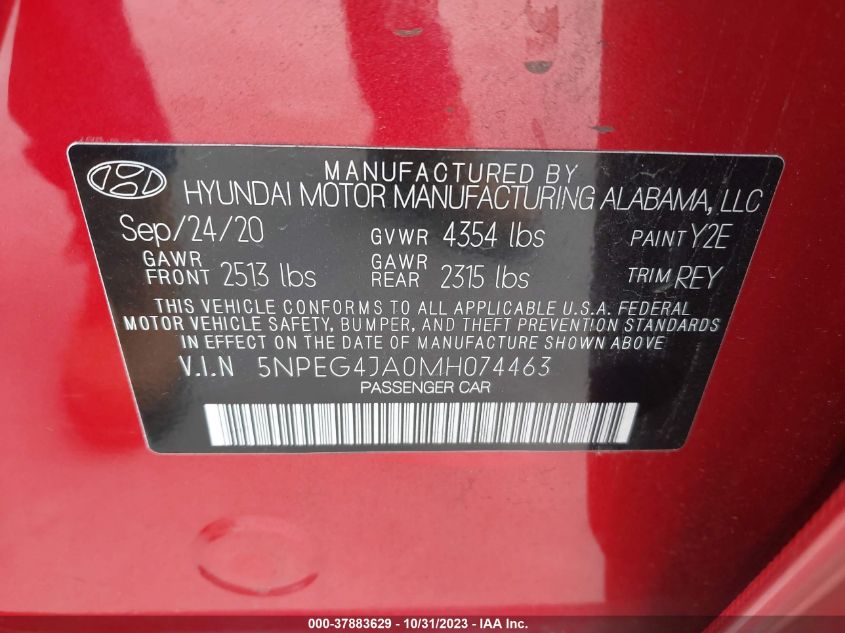 MANUFACTURED BY
HYUNDAI MOTOR MANUFACTURING ALABAMA, LLC
Sep/24/20 GVWR 4354 lbs PAINT Y2E
GAWR FRONT 2513 lbs GAWR REAR 2315 lbs TRIM REY
THIS VEHICLE CONFORMS TO ALL APPLICABLE U.S.A. FEDERAL
MOTOR VEHICLE SAFETY, BUMPER, AND THEFT PREVENTION STANDARDS
IN EFFECT ON THE DATE OF MANUFACTURE SHOWN ABOVE
V.I.N 5NPEG4JA0MH074463
PASSENGER CAR
000-37883629 - 10/31/2023 - IAA Inc.